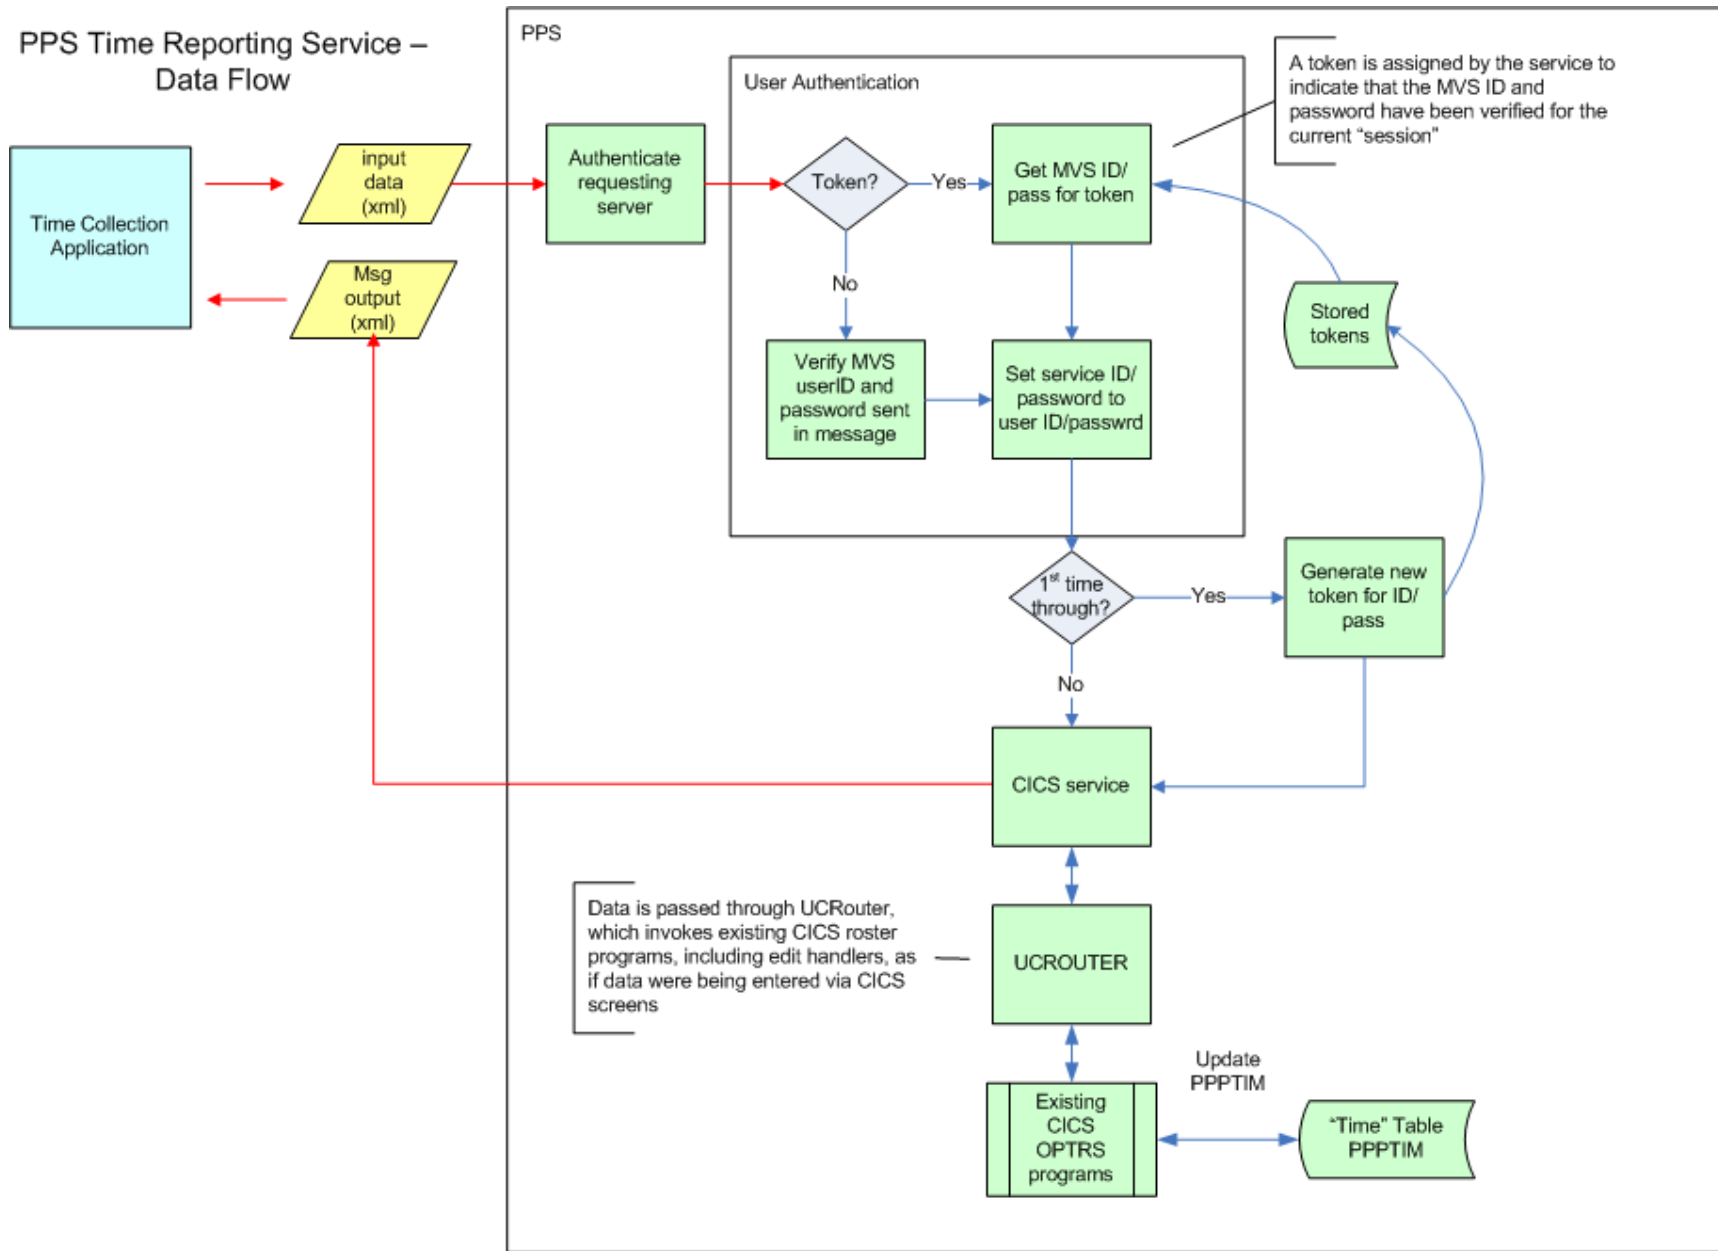 PPS Time Reporting Service –
Data Flow
PPS
User Authentication
A token is assigned by the service to
indicate that the MVS ID and
password have been verified for the
current “session”
Time Collection
Application
input
data
(xml)
Msg
output
(xml)
Authenticate
requesting
server
Token?
Yes
Get MVS ID/
pass for token
No
Verify MVS
userID and
password sent
in message
Set service ID/
password to
user ID/passwrd
Stored
tokens
1st time
through?
Yes
Generate new
token for ID/
pass
No
CICS service
Data is passed through UCRouter,
which invokes existing CICS roster
programs, including edit handlers, as
if data were being entered via CICS
screens
UCROUTER
Update
PPPTIM
Existing
CICS
OPTRS
programs
“Time” Table
PPPTIM